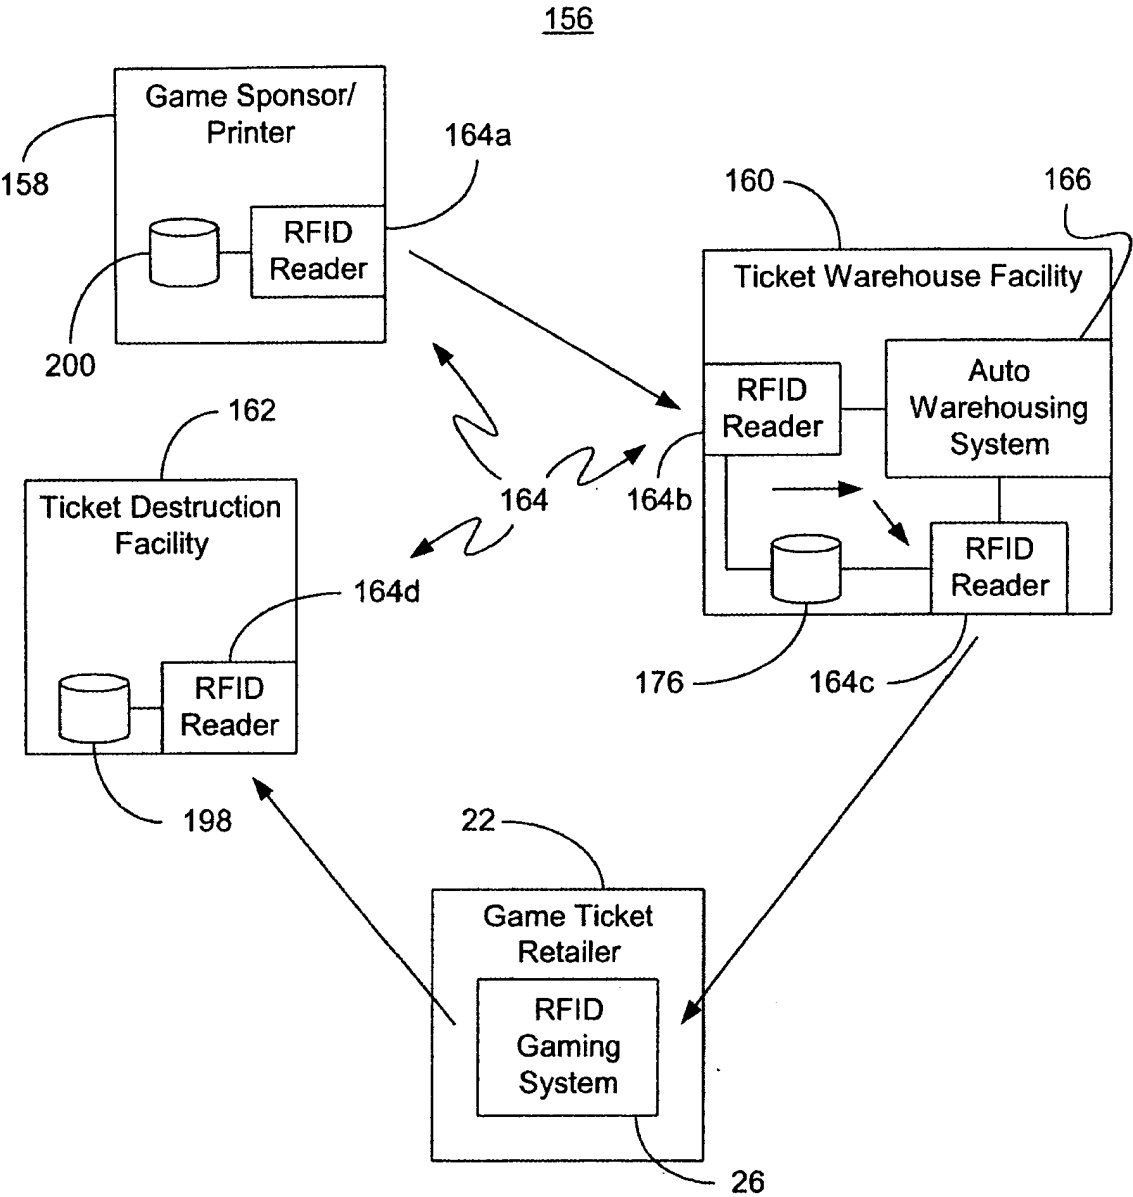 156
Game Sponsor/
Printer
164a
158
RFID
Reader
200
160
166
Ticket Warehouse Facility
RFID
Reader
Auto
Warehousing
System
164b
164
162
Ticket Destruction
Facility
164d
RFID
Reader
RFID
Reader
176
164c
198
22
Game Ticket
Retailer
RFID
Gaming
System
26